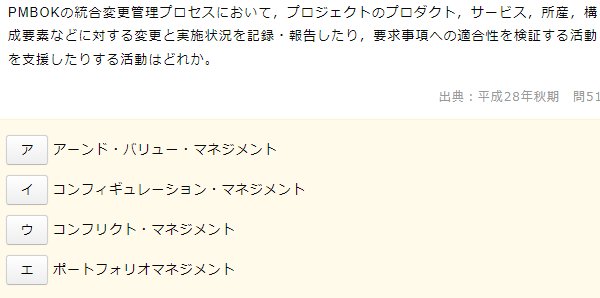 PMBOKの統合変更管理プロセスにおいて，プロジェクトのプロダクト，サービス，所産，構
成要素などに対する変更と実施状況を記録・報告したり，要求事項への適合性を検証する活動
を支援したりする活動はどれか。
出典：平成28年秋期　問51
ア アーンド・バリュー・マネジメント
イ コンフィギュレーション・マネジメント
ウ コンフリクト・マネジメント
エ ポートフォリオマネジメント